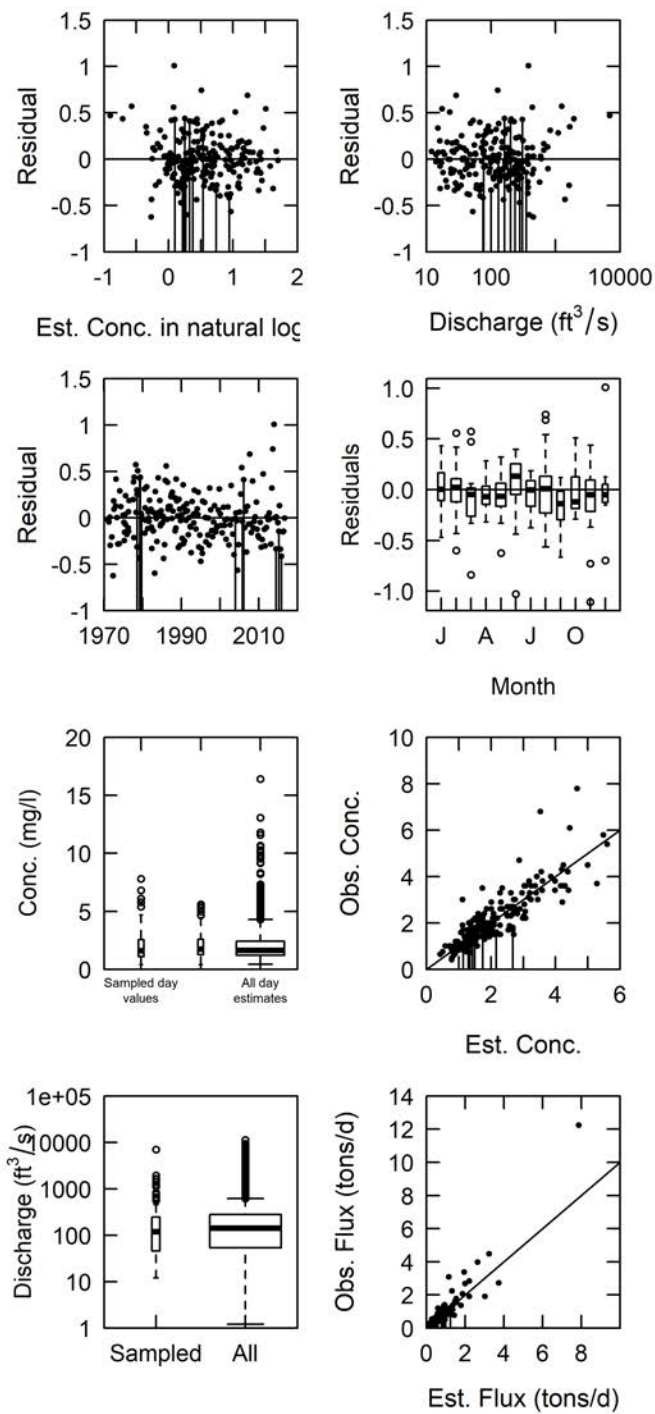 1.5
1
0.5
0
-0.5
-1
Residual
-1 0 1 2
Est. Conc. in natural log
1.5
1
0.5
0
-0.5
-1
Residual
10 100 10000
Discharge (ft³/s)
1.5
1
0.5
0
-0.5
-1
Residual
1970 1990 2010
1.0
0.5
0.0
-0.5
-1.0
Residuals
J A J O
Month
20
15
10
5
0
Conc. (mg/l)
Sampled day
values
All day
estimates
10
8
6
4
2
0
Obs. Conc.
0 2 4 6
Est. Conc.
1e+05
10000
1000
100
10
1
Discharge (ft³/s)
Sampled All
14
12
10
8
6
4
2
0
Obs. Flux (tons/d)
0 2 4 6 8
Est. Flux (tons/d)